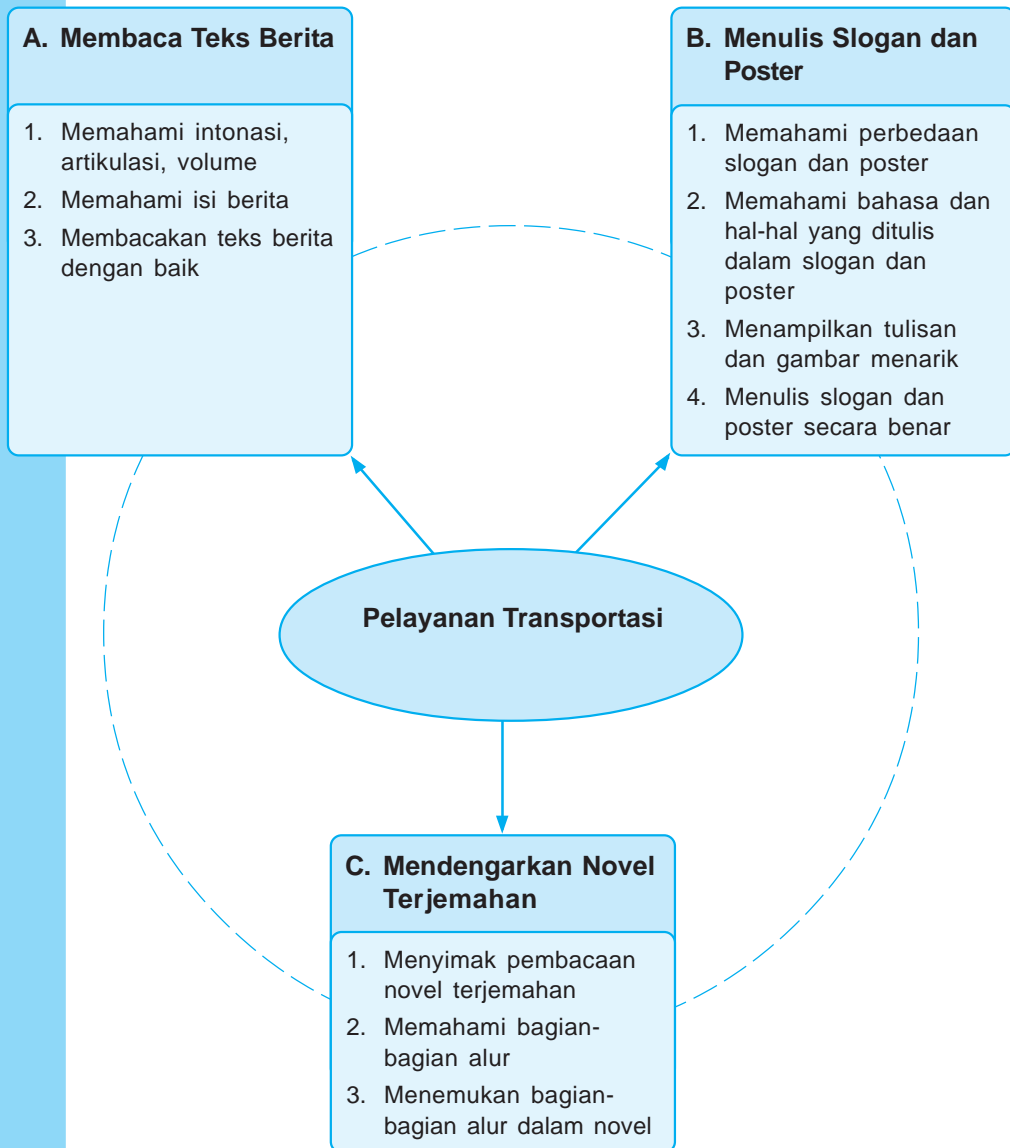 A. Membaca Teks Berita
1. Memahami intonasi,
artikulasi, volume
2. Memahami isi berita
3. Membacakan teks berita
dengan baik
B. Menulis Slogan dan
Poster
1. Memahami perbedaan
slogan dan poster
2. Memahami bahasa dan
hal-hal yang ditulis
dalam slogan dan
poster
3. Menampilkan tulisan
dan gambar menarik
4. Menulis slogan dan
poster secara benar
Pelayanan Transportasi
C. Mendengarkan Novel
Terjemahan
1. Menyimak pembacaan
novel terjemahan
2. Memahami bagian-
bagian alur
3. Menemukan bagian-
bagian alur dalam novel